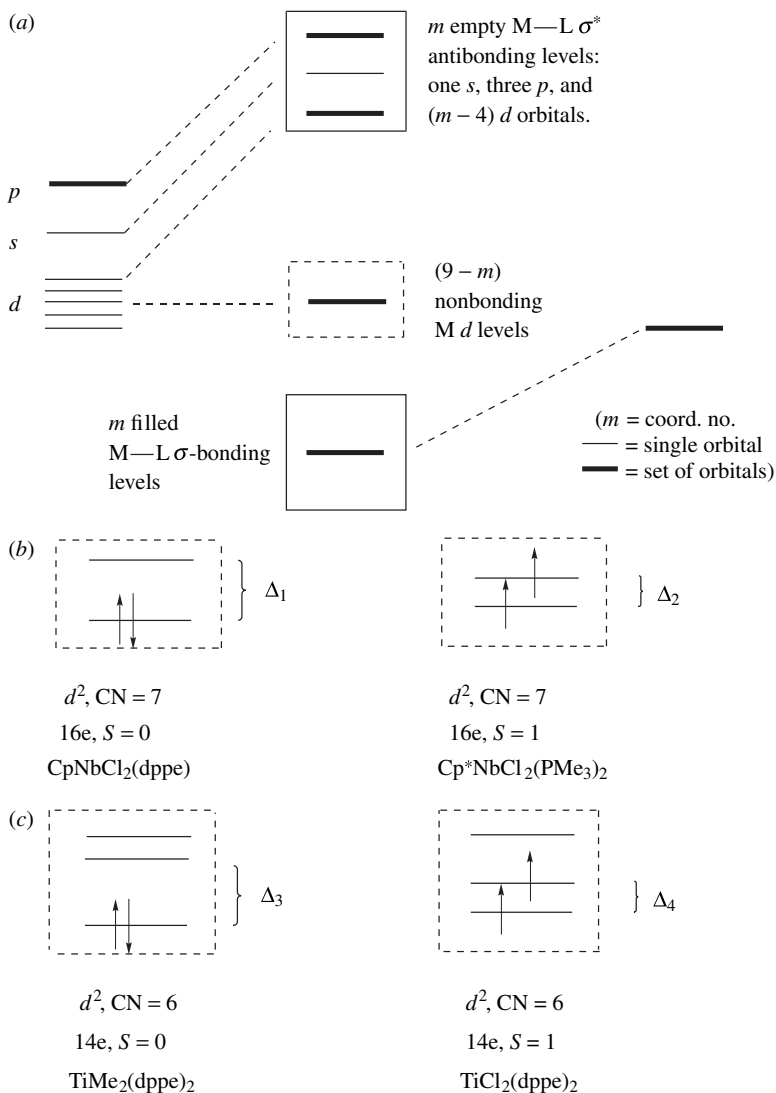 (a)
m empty M—L σ*
antibonding levels:
one s, three p, and
(m − 4) d orbitals.
p
s
d
(9 − m)
nonbonding
M d levels
m filled
M—L σ-bonding
levels
(m = coord. no.
= single orbital
= set of orbitals)
(b)
Δ1
Δ2
d², CN = 7
16e, S = 0
CpNbCl₂(dppe)
d², CN = 7
16e, S = 1
Cp*NbCl₂(PMe₃)₂
(c)
Δ3
Δ4
d², CN = 6
14e, S = 0
TiMe₂(dppe)₂
d², CN = 6
14e, S = 1
TiCl₂(dppe)₂